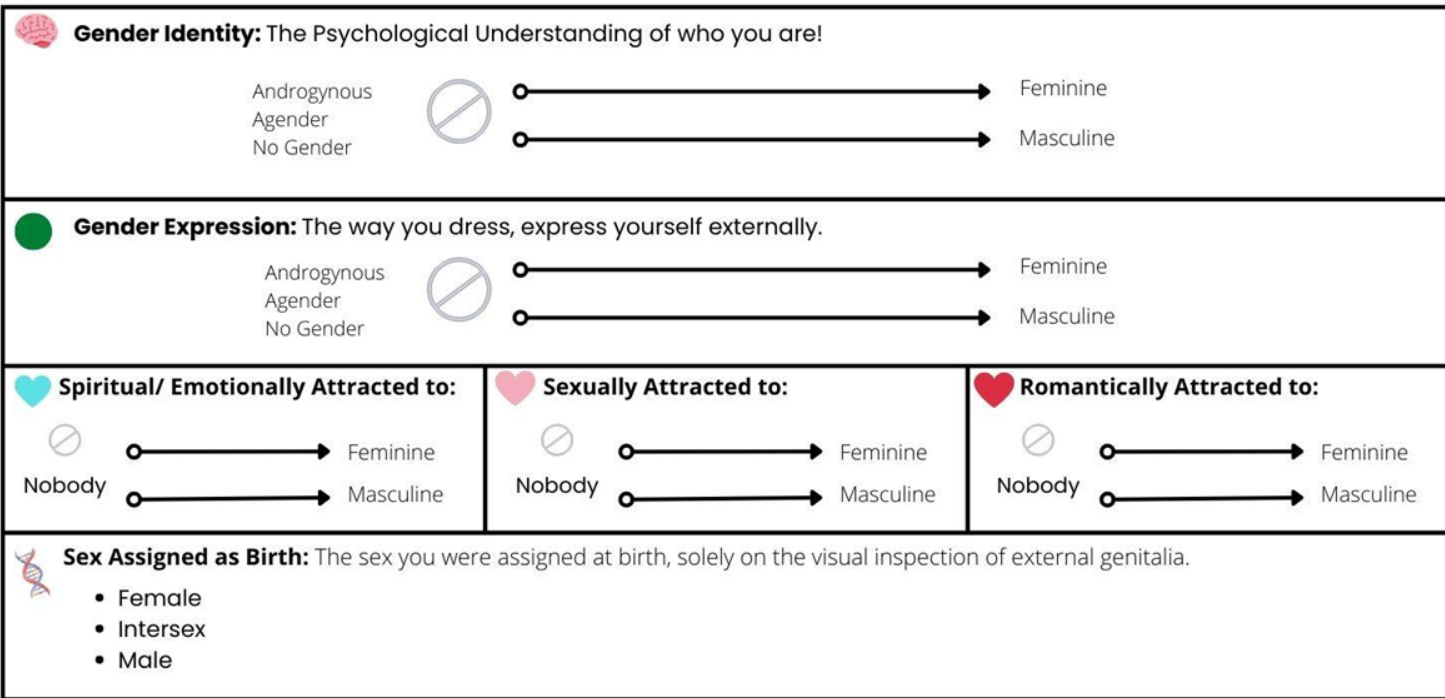 Gender Identity: The Psychological Understanding of who you are!
Androgynous
Agender
No Gender
Feminine
Masculine
Gender Expression: The way you dress, express yourself externally.
Androgynous
Agender
No Gender
Feminine
Masculine
Spiritual/ Emotionally Attracted to:
Nobody
Feminine
Masculine
Sexually Attracted to:
Nobody
Feminine
Masculine
Romantically Attracted to:
Nobody
Feminine
Masculine
Sex Assigned as Birth: The sex you were assigned at birth, solely on the visual inspection of external genitalia.
• Female
• Intersex
• Male